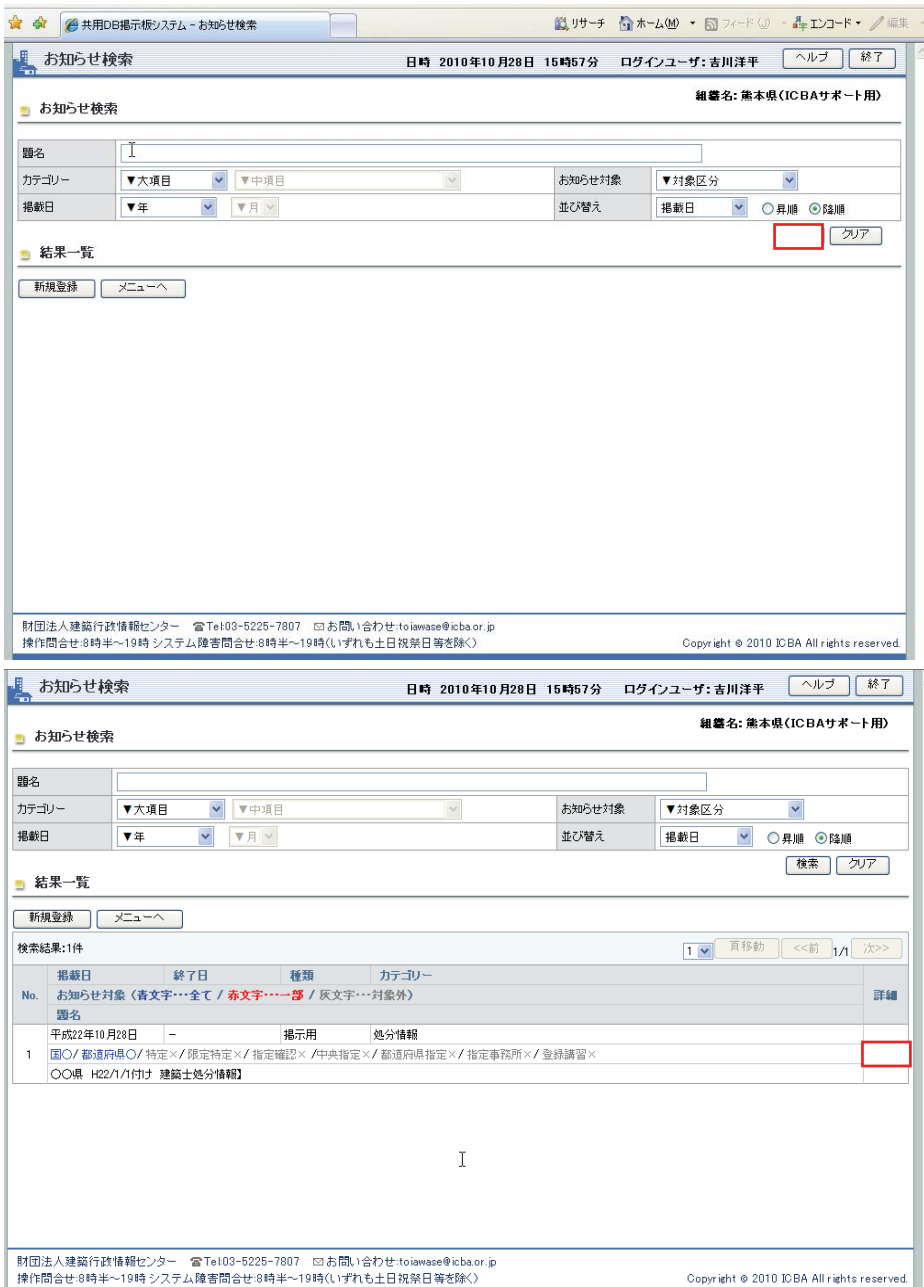 共用DB掲示板システム - お知らせ検索 リサーチ ホーム(M) フィード(J) エンコード 編集
お知らせ検索 日時 2010年10月28日 15時57分 ログインユーザ:吉川洋平 ヘルプ 終了
組織名:熊本県(ICBAサポート用)
お知らせ検索
題名
カテゴリー ▼大項目 ▼中項目 お知らせ対象 ▼対象区分
掲載日 ▼年 ▼月 並び替え 掲載日 昇順 降順
クリア
結果一覧
新規登録 メニューへ
財団法人建築行政情報センター ☎Tel:03-5225-7807 ✉お問い合わせ:toiawase@icba.or.jp
操作問合せ:8時半~19時 システム障害問合せ:8時半~19時(いずれも土日祝祭日等を除く) Copyright © 2010 ICBA All rights reserved.
お知らせ検索 日時 2010年10月28日 15時57分 ログインユーザ:吉川洋平 ヘルプ 終了
組織名:熊本県(ICBAサポート用)
お知らせ検索
題名
カテゴリー ▼大項目 ▼中項目 お知らせ対象 ▼対象区分
掲載日 ▼年 ▼月 並び替え 掲載日 昇順 降順
検索 クリア
結果一覧
新規登録 メニューへ
検索結果:1件 1 頁移動 <<前 1/1 次>>
掲載日 終了日 種類 カテゴリー
No. お知らせ対象(青文字・・・全て / 赤文字・・・一部 / 灰文字・・・対象外) 詳細
題名
平成22年10月28日 - 掲示用 処分情報
1 国○/ 都道府県○/ 特定×/ 限定特定×/ 指定確認× /中央指定×/ 都道府県指定×/ 指定事務所×/ 登録講習×
○○県 H22/1/1付け 建築士処分情報】
財団法人建築行政情報センター ☎Tel:03-5225-7807 ✉お問い合わせ:toiawase@icba.or.jp
操作問合せ:8時半~19時 システム障害問合せ:8時半~19時(いずれも土日祝祭日等を除く) Copyright © 2010 ICBA All rights reserved.